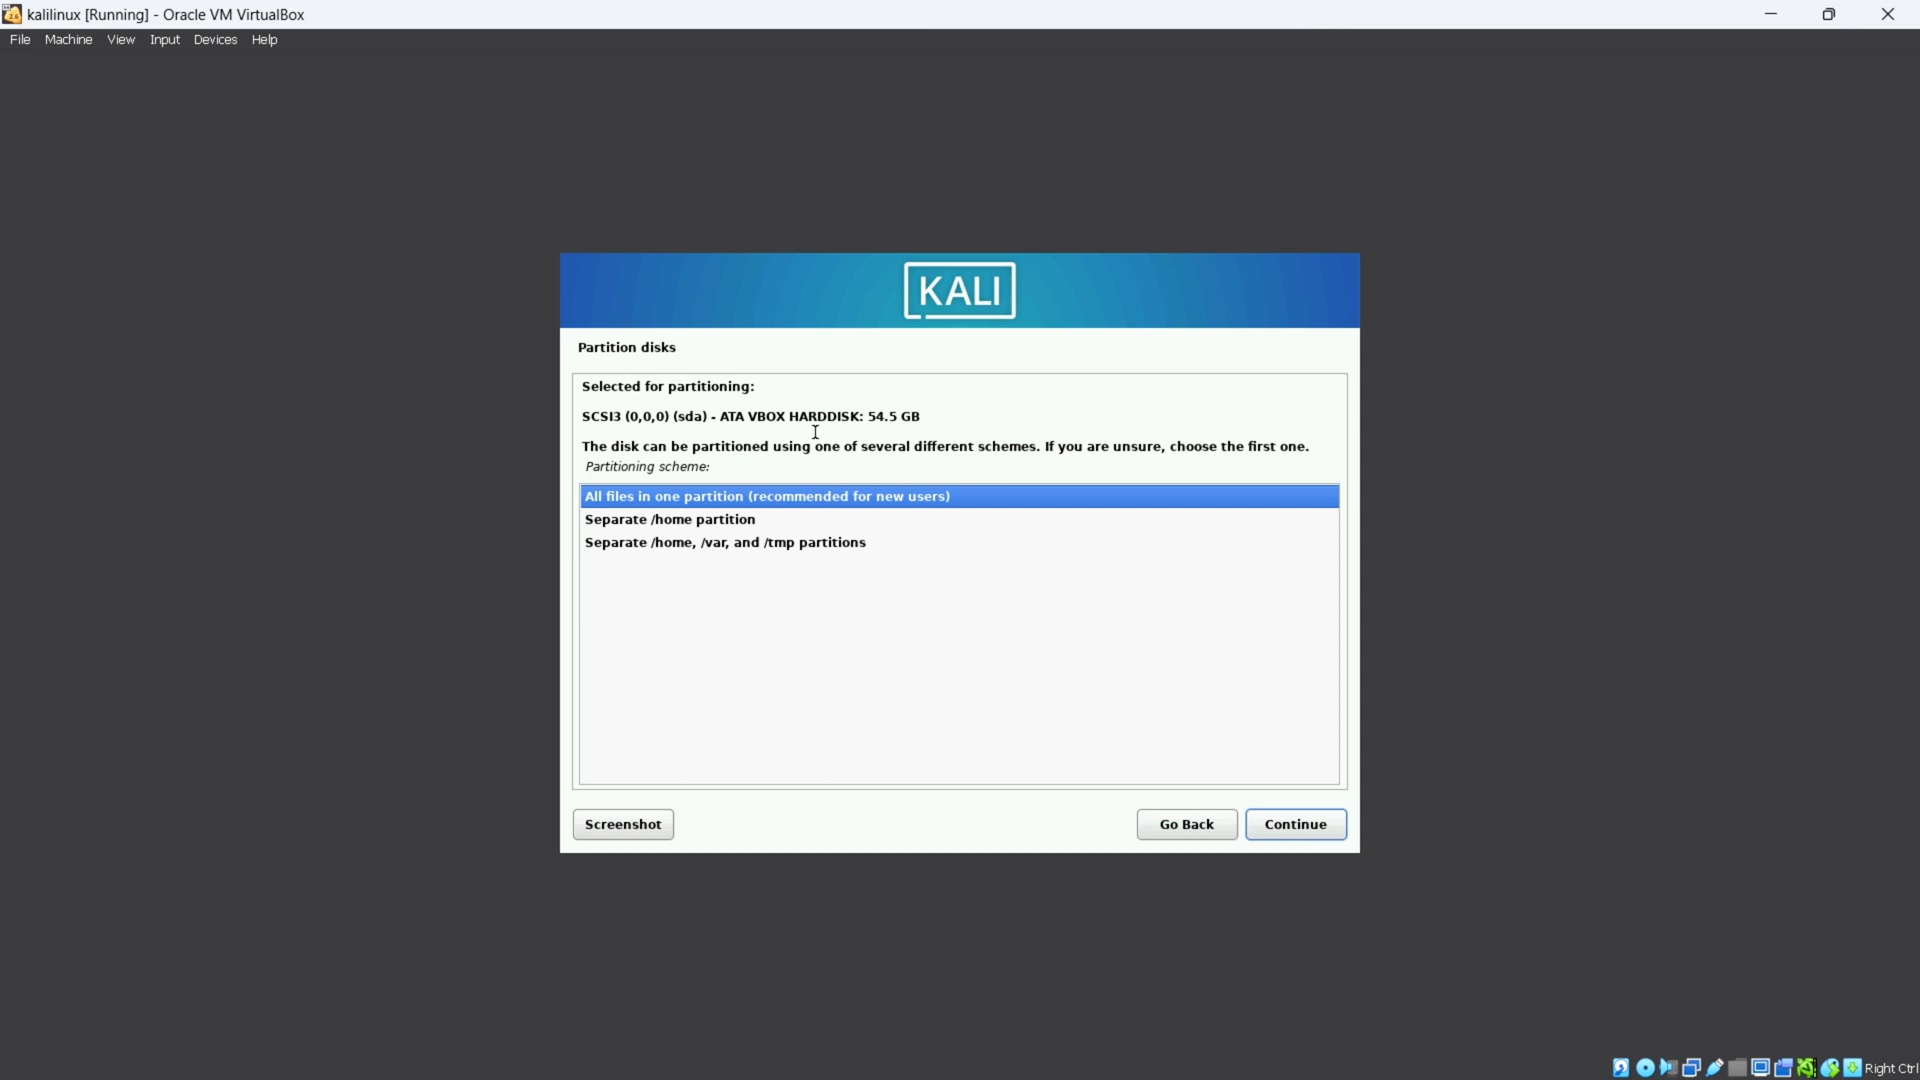 kalilinux [Running] - Oracle VM VirtualBox
File Machine View Input Devices Help
KALI
Partition disks
Selected for partitioning:
SCSI3 (0,0,0) (sda) - ATA VBOX HARDDISK: 54.5 GB
The disk can be partitioned using one of several different schemes. If you are unsure, choose the first one.
Partitioning scheme:
All files in one partition (recommended for new users)
Separate /home partition
Separate /home, /var, and /tmp partitions
Screenshot Go Back Continue
Right Ctrl